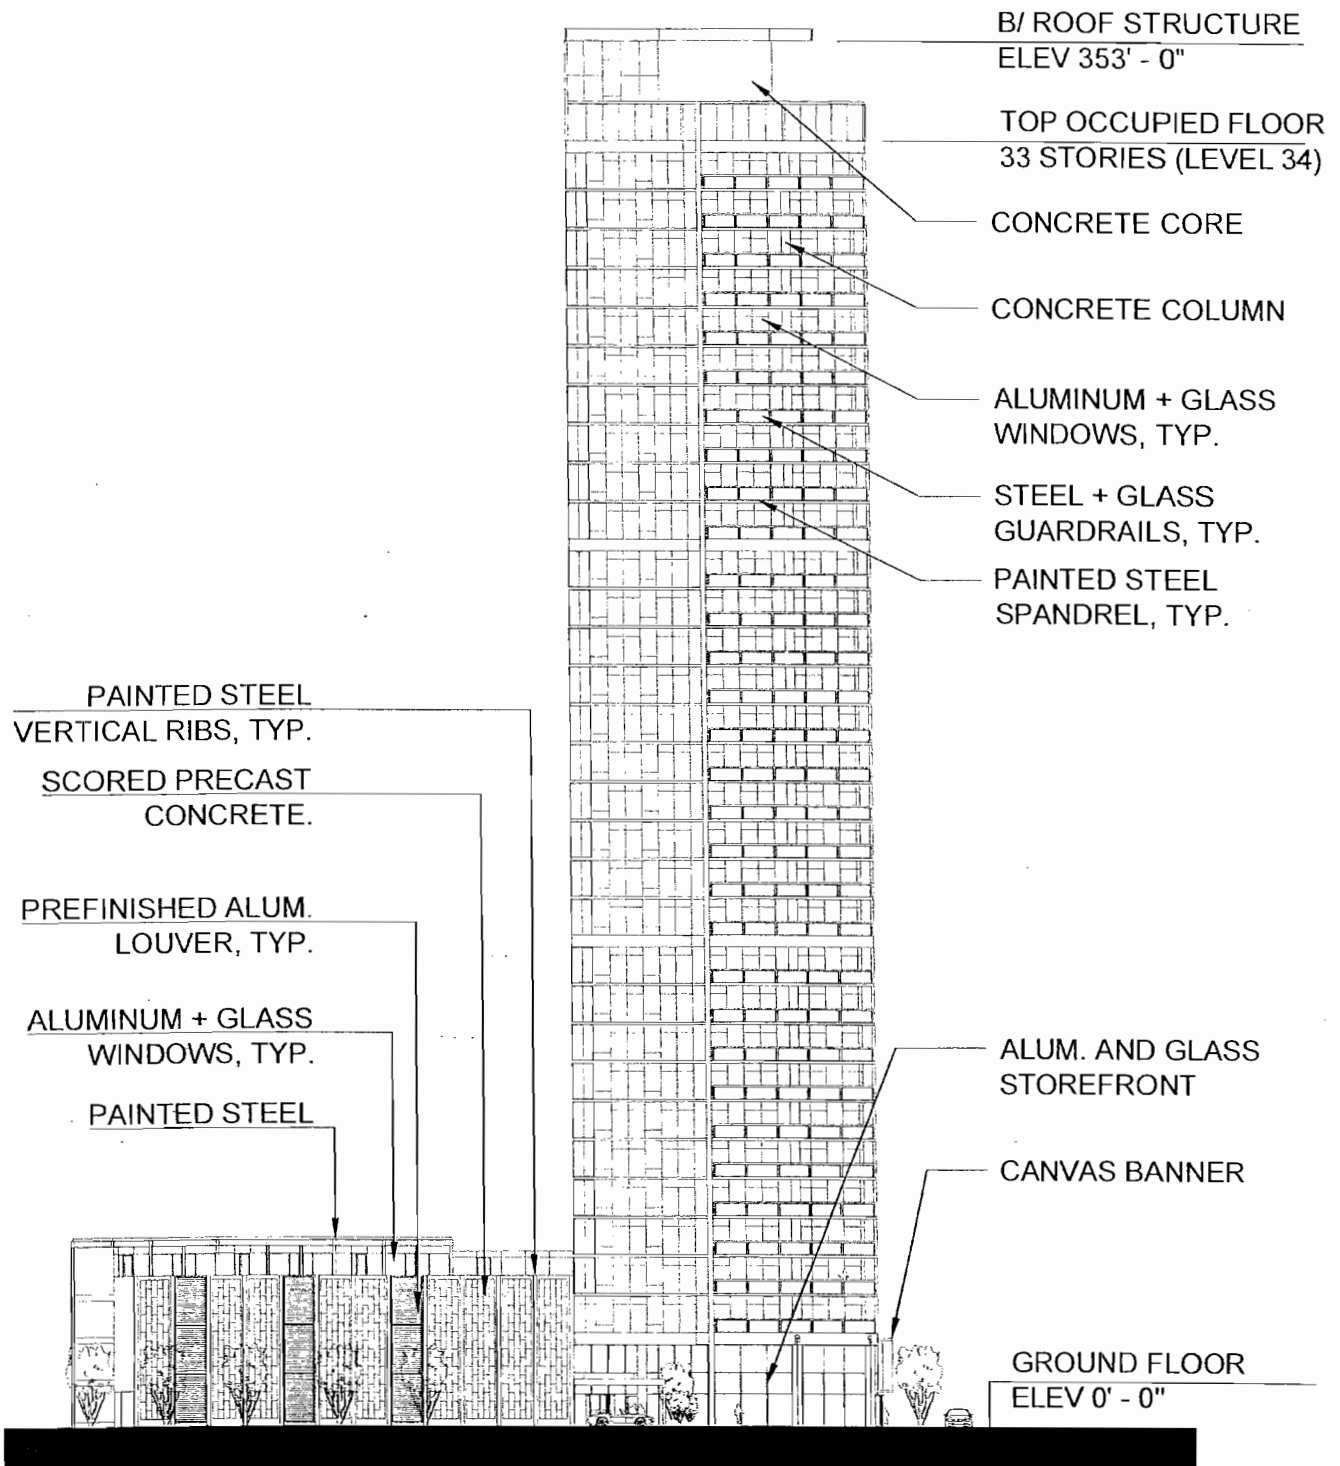 B/ ROOF STRUCTURE
ELEV 353' - 0"
TOP OCCUPIED FLOOR
33 STORIES (LEVEL 34)
CONCRETE CORE
CONCRETE COLUMN
ALUMINUM + GLASS
WINDOWS, TYP.
STEEL + GLASS
GUARDRAILS, TYP.
PAINTED STEEL
SPANDREL, TYP.
PAINTED STEEL
VERTICAL RIBS, TYP.
SCORED PRECAST
CONCRETE.
PREFINISHED ALUM.
LOUVER, TYP.
ALUMINUM + GLASS
WINDOWS, TYP.
PAINTED STEEL
ALUM. AND GLASS
STOREFRONT
CANVAS BANNER
GROUND FLOOR
ELEV 0' - 0"